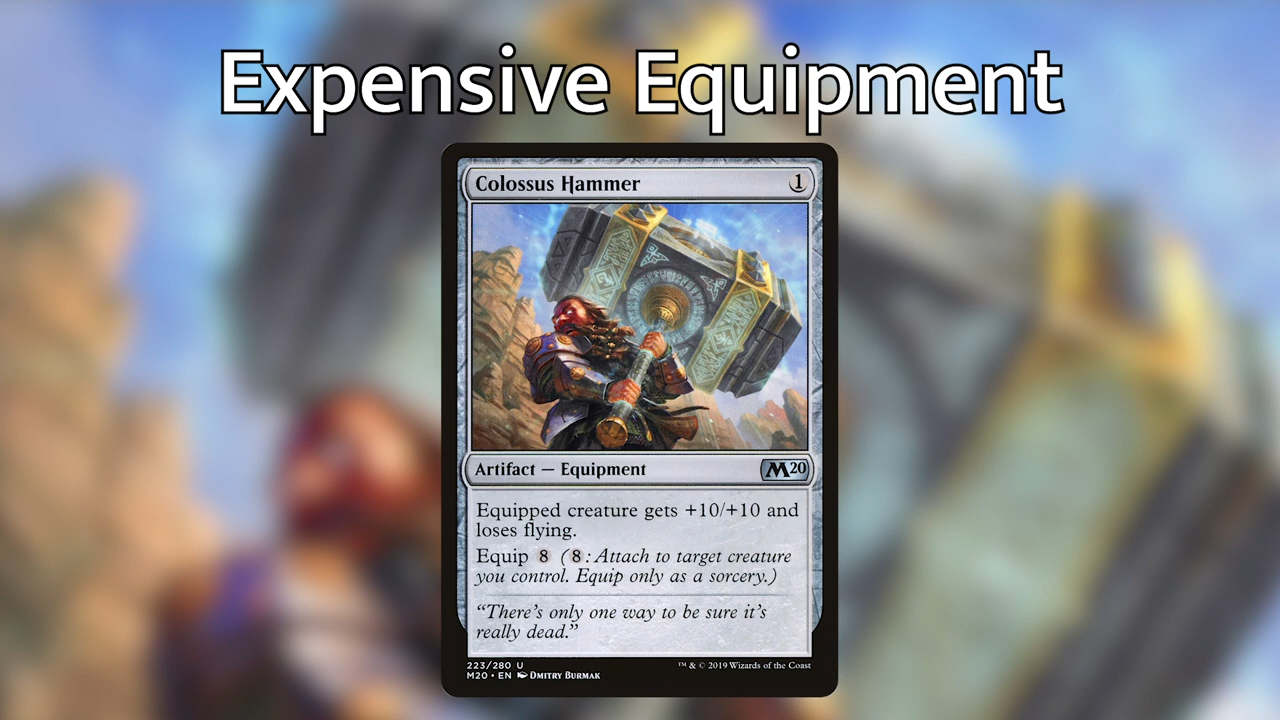 Expensive Equipment
Colossus Hammer 1
Artifact — Equipment M20
Equipped creature gets +10/+10 and
loses flying.
Equip 8 (8: Attach to target creature
you control. Equip only as a sorcery.)
“There’s only one way to be sure it’s
really dead.”
223/280 U ™ & © 2019 Wizards of the Coast
M20 • EN Dmitry Burmak